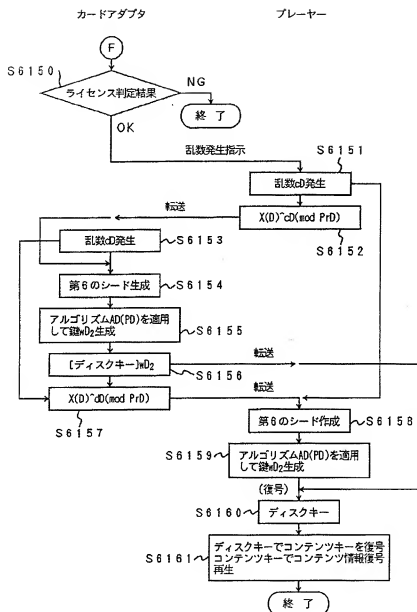 カードアダプタ
プレーヤー
F
S6150
ライセンス判定結果
NG
終了
OK
乱数発生指示
S6151
乱数cD発生
転送
X(D)^cD(mod PrD)
S6152
乱数cD発生
S6153
第6のシード生成
S6154
アルゴリズムAD(PD)を適用
して鍵wD2生成
S6155
転送
[ディスクキー]wD2
S6156
転送
X(D)^dD(mod PrD)
S6157
第6のシード作成
S6158
S6159
アルゴリズムAD(PD)を適用
して鍵wD2生成
(復号)
S6160
ディスクキー
S6161
ディスクキーでコンテンツキーを復号
コンテンツキーでコンテンツ情報復号
再生
終了